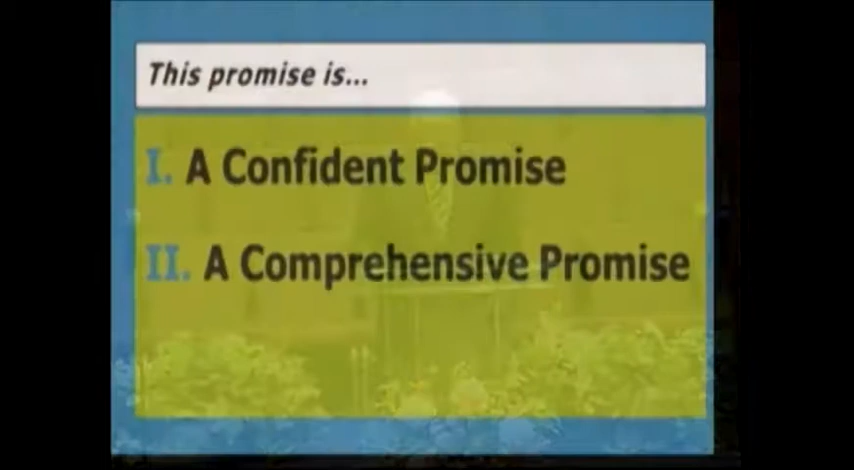 This promise is...
I. A Confident Promise
II. A Comprehensive Promise